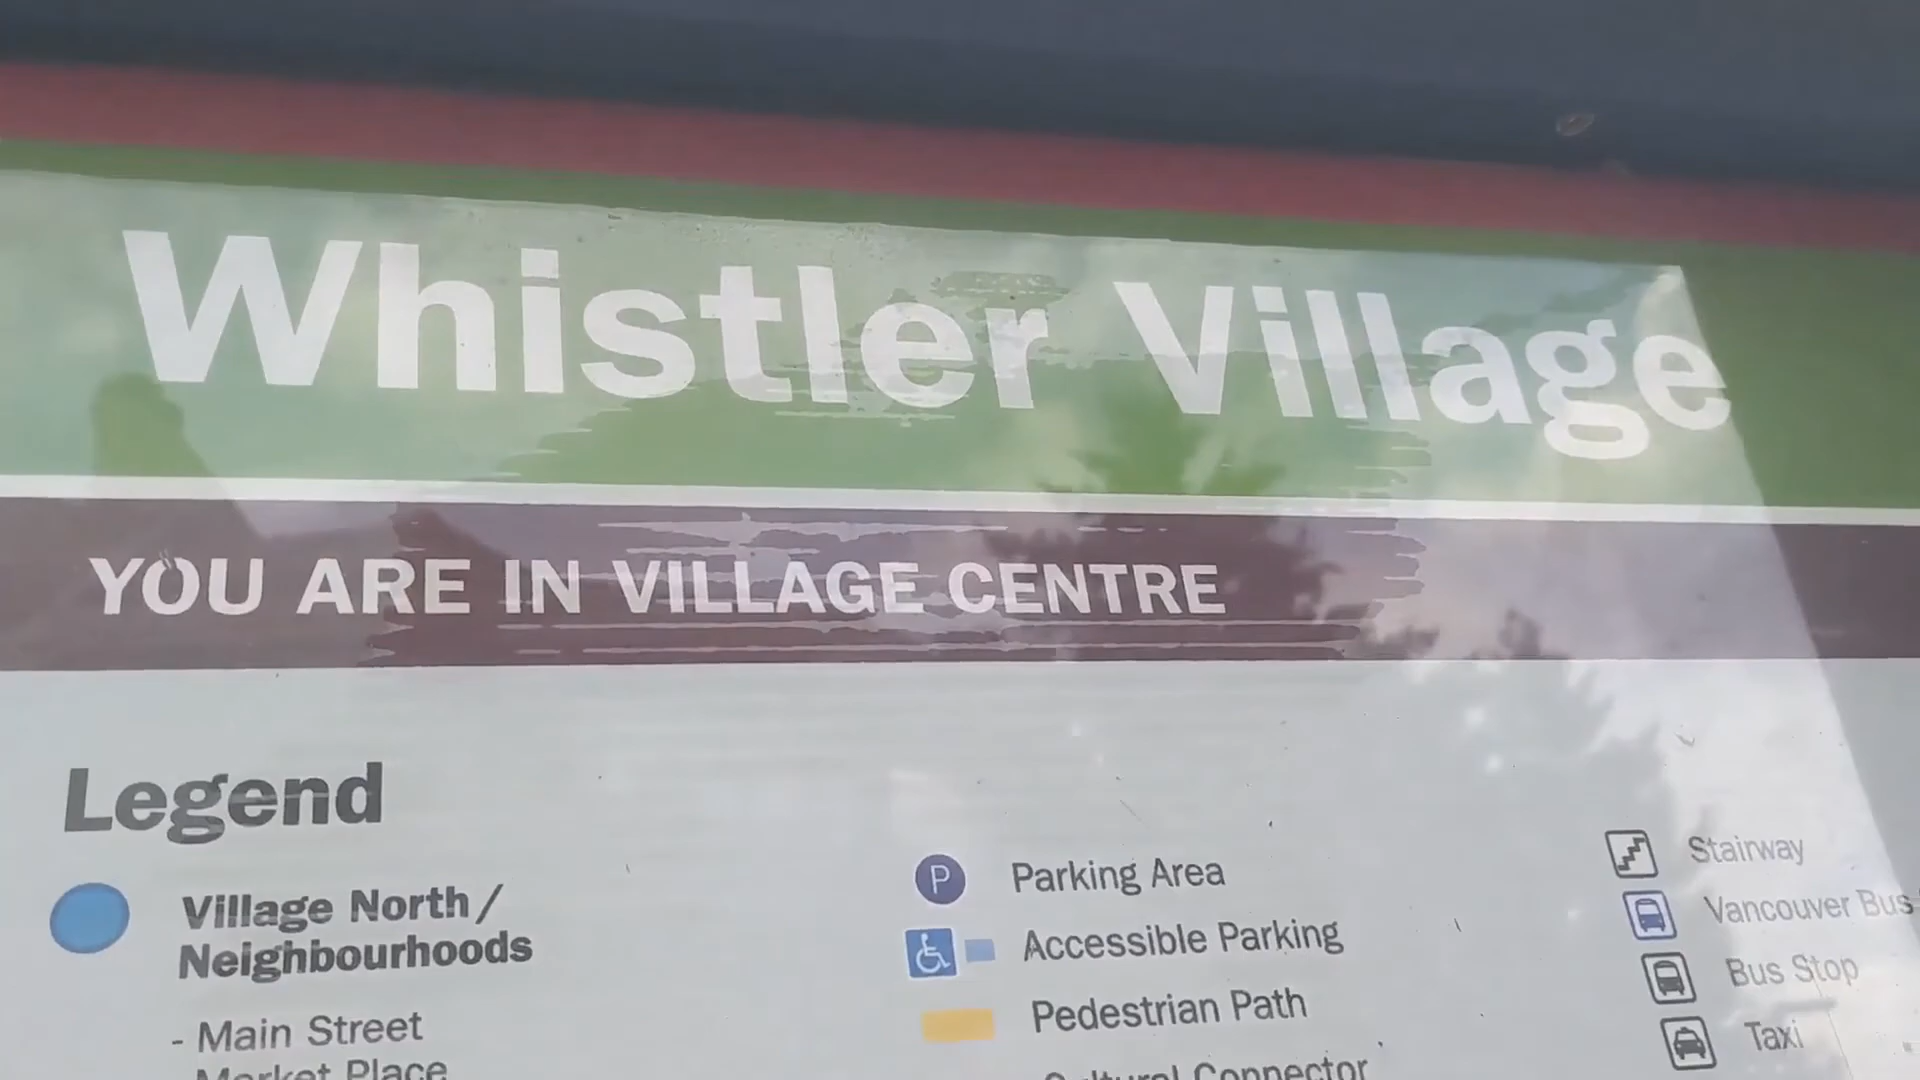 Whistler Village
YOU ARE IN VILLAGE CENTRE
Legend
Village North /
Neighbourhoods
- Main Street
Market Place
P Parking Area
Accessible Parking
Pedestrian Path
Cultural Connector
Stairway
Vancouver Bus
Bus Stop
Taxi